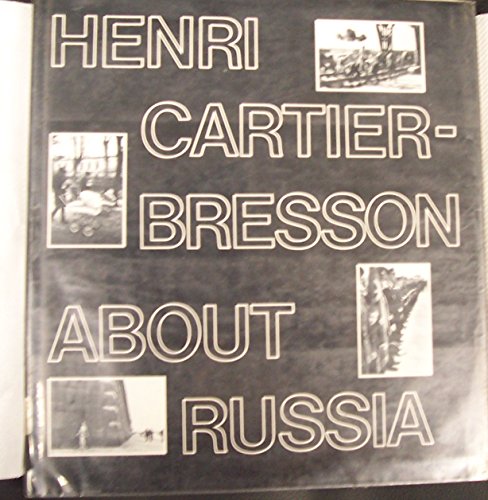 HENRI
CARTIER-
BRESSON
ABOUT
RUSSIA